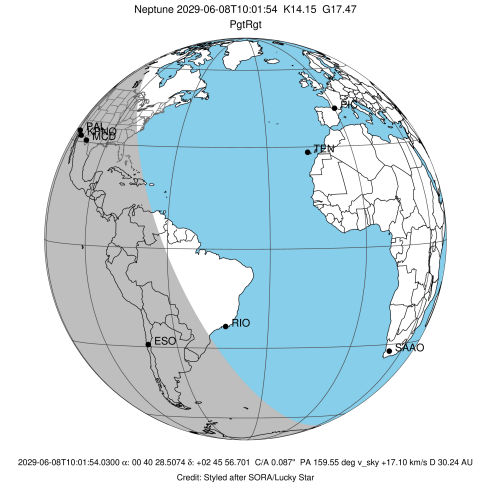 Neptune 2029-06-08T10:01:54 K14.15 G17.47
PgtRgt
PIC
PAL
KPNO
MCD
TEN
RIO
ESO
SAAO
2029-06-08T10:01:54.0300 α: 00 40 28.5074 δ: +02 45 56.701 C/A 0.087" PA 159.55 deg v_sky +17.10 km/s D 30.24 AU
Credit: Styled after SORA/Lucky Star